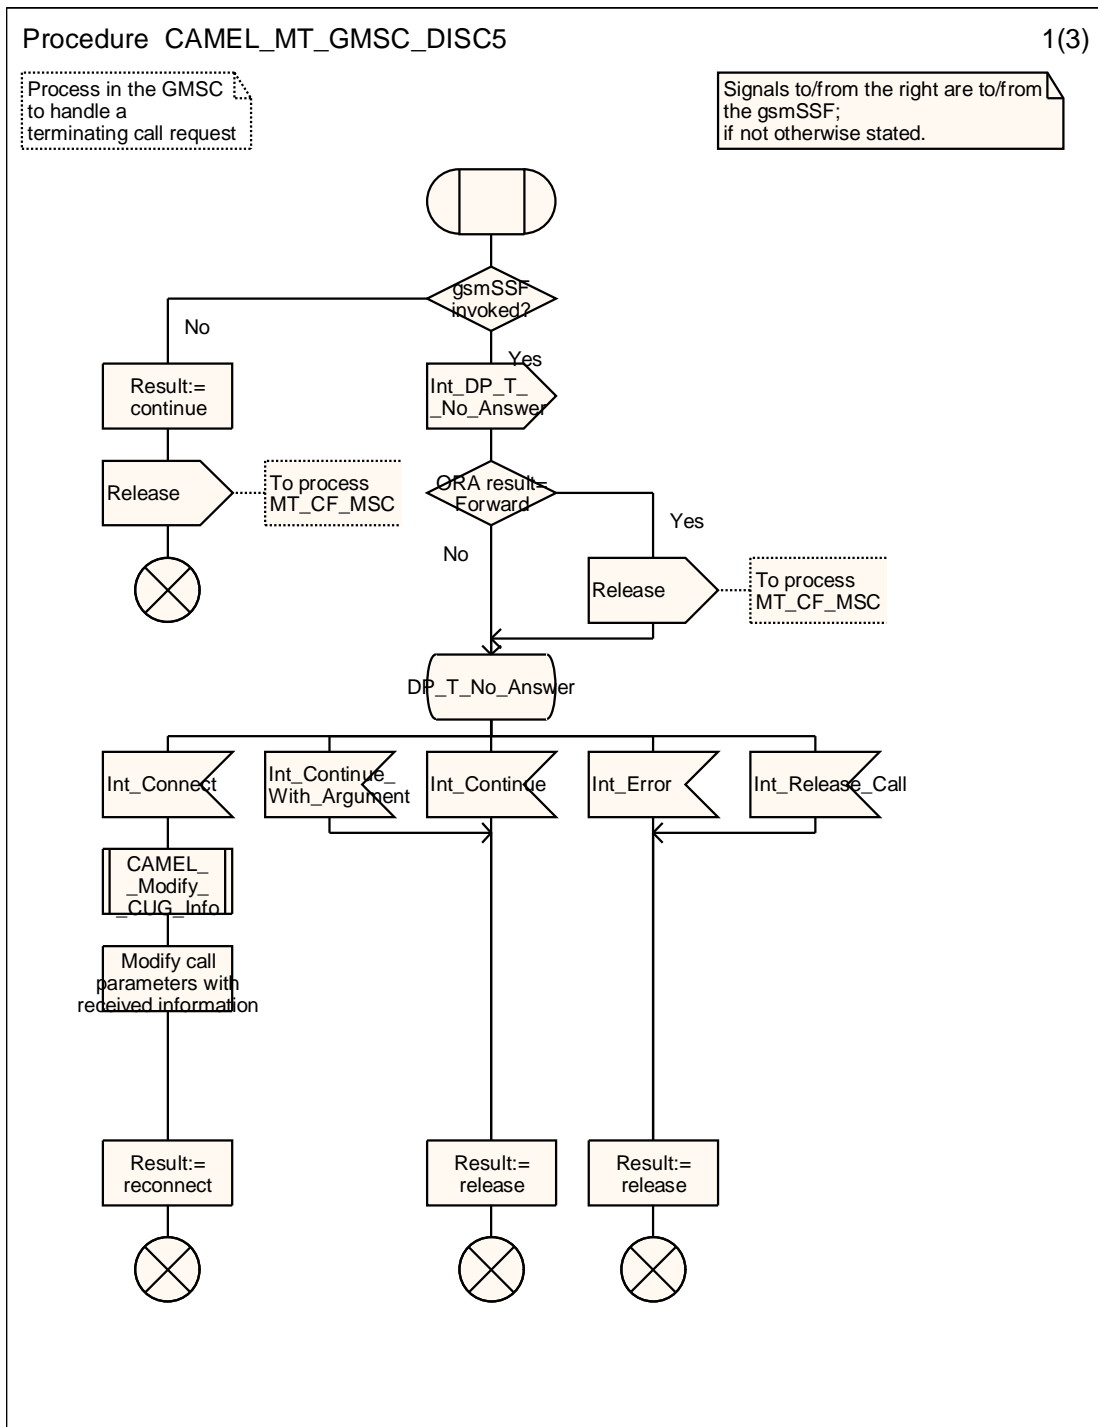 Procedure CAMEL_MT_GMSC_DISC5
1(3)
Process in the GMSC
to handle a
terminating call request
Signals to/from the right are to/from
the gsmSSF;
if not otherwise stated.
gsmSSF
invoked?
No
Yes
Result:=
continue
Int_DP_T_
_No_Answer
Release
To process
MT_CF_MSC
ORA result=
Forward
Yes
No
Release
To process
MT_CF_MSC
DP_T_No_Answer
Int_Connect
Int_Continue_
With_Argument
Int_Continue
Int_Error
Int_Release_Call
CAMEL_
_Modify_
_CUG_Info
Modify call
parameters with
received information
Result:=
reconnect
Result:=
release
Result:=
release